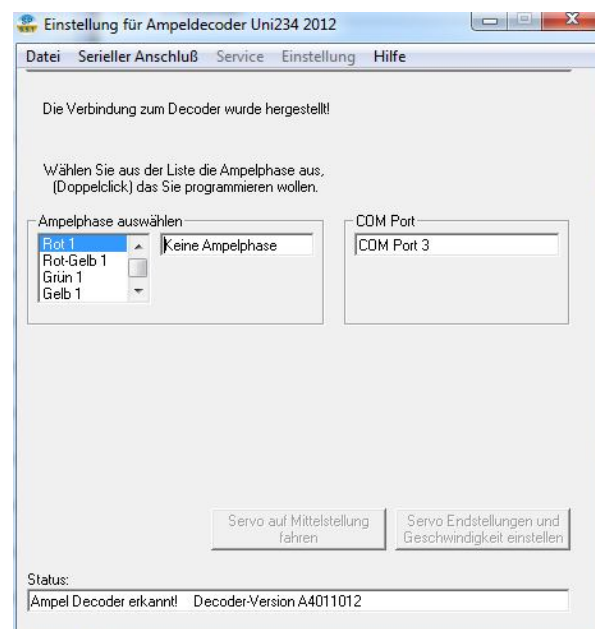 Einstellung für Ampeldecoder Uni234 2012
Datei Serieller Anschluß Service Einstellung Hilfe
Die Verbindung zum Decoder wurde hergestellt!
Wählen Sie aus der Liste die Ampelphase aus,
(Doppelclick) das Sie programmieren wollen.
Ampelphase auswählen
COM Port
Rot 1
Keine Ampelphase
COM Port 3
Rot-Gelb 1
Grün 1
Gelb 1
Servo auf Mittelstellung
fahren
Servo Endstellungen und
Geschwindigkeit einstellen
Status:
Ampel Decoder erkannt! Decoder-Version A4011012